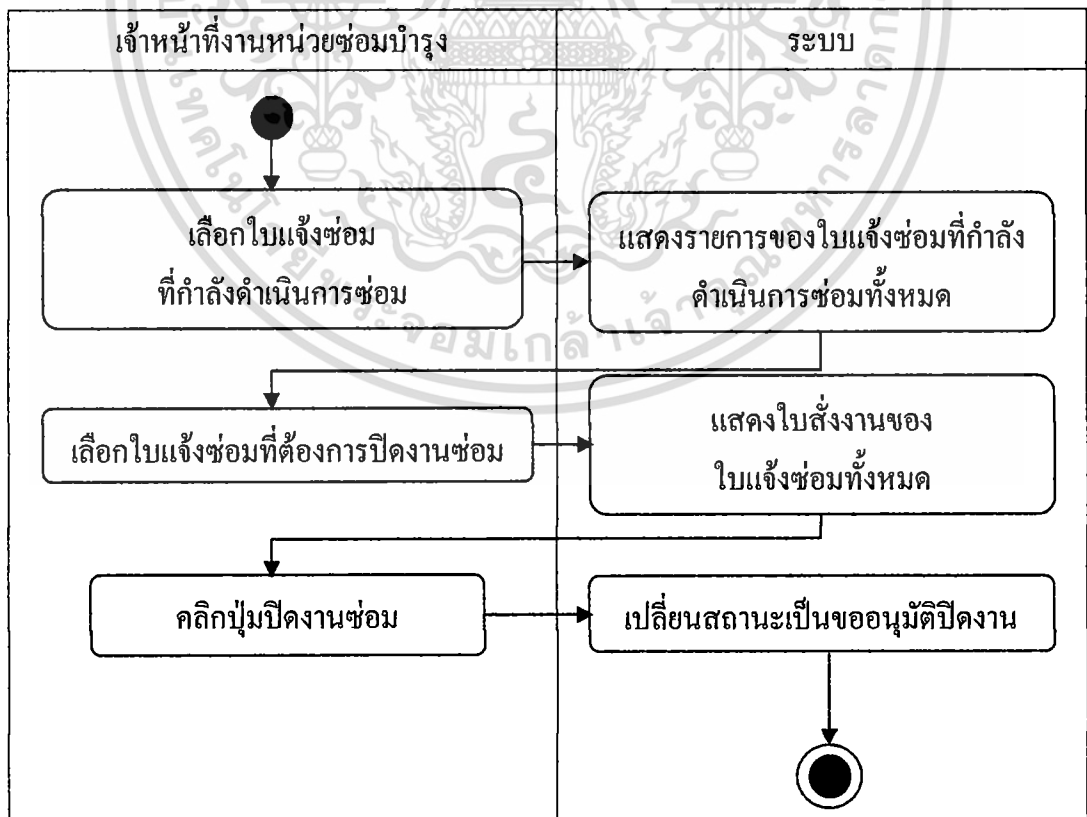 เจ้าหน้าที่งานหน่วยซ่อมบำรุง
ระบบ
เลือกใบแจ้งซ่อม
ที่กำลังดำเนินการซ่อม
แสดงรายการของใบแจ้งซ่อมที่กำลัง
ดำเนินการซ่อมทั้งหมด
เลือกใบแจ้งซ่อมที่ต้องการปิดงานซ่อม
แสดงใบสั่งงานของ
ใบแจ้งซ่อมทั้งหมด
คลิกปุ่มปิดงานซ่อม
เปลี่ยนสถานะเป็นขออนุมัติปิดงาน